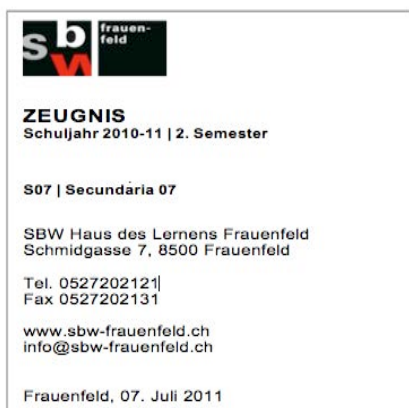 sbw
frauen-
feld
ZEUGNIS
Schuljahr 2010-11 | 2. Semester
S07 | Secundaria 07
SBW Haus des Lernens Frauenfeld
Schmidgasse 7, 8500 Frauenfeld
Tel. 0527202121
Fax 0527202131
www.sbw-frauenfeld.ch
info@sbw-frauenfeld.ch
Frauenfeld, 07. Juli 2011